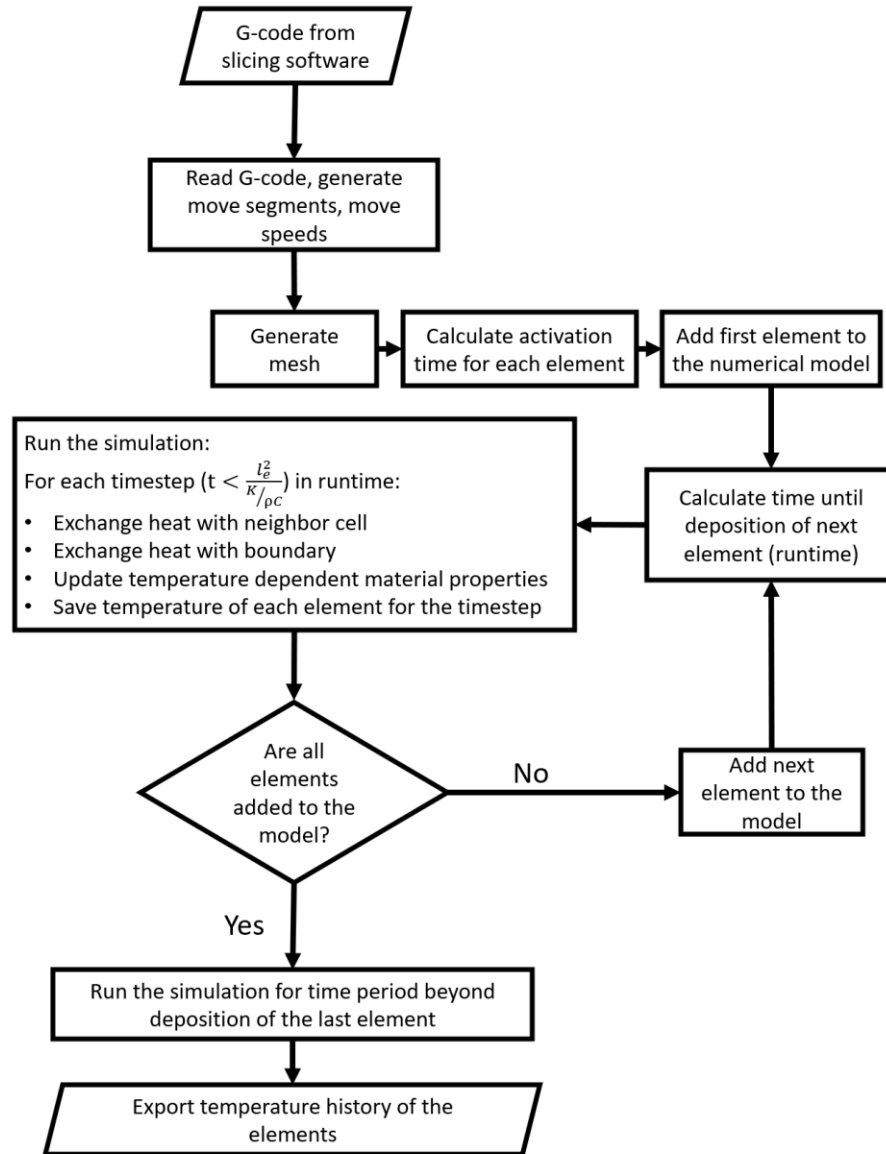 G-code from
slicing software
Read G-code, generate
move segments, move
speeds
Generate
mesh
Calculate activation
time for each element
Add first element to
the numerical model
Calculate time until
deposition of next
element (runtime)
Run the simulation:
For each timestep (t < l_e^2 / (K/ρC)) in runtime:
• Exchange heat with neighbor cell
• Exchange heat with boundary
• Update temperature dependent material properties
• Save temperature of each element for the timestep
Are all
elements
added to the
model?
No
Add next
element to the
model
Yes
Run the simulation for time period beyond
deposition of the last element
Export temperature history of the
elements